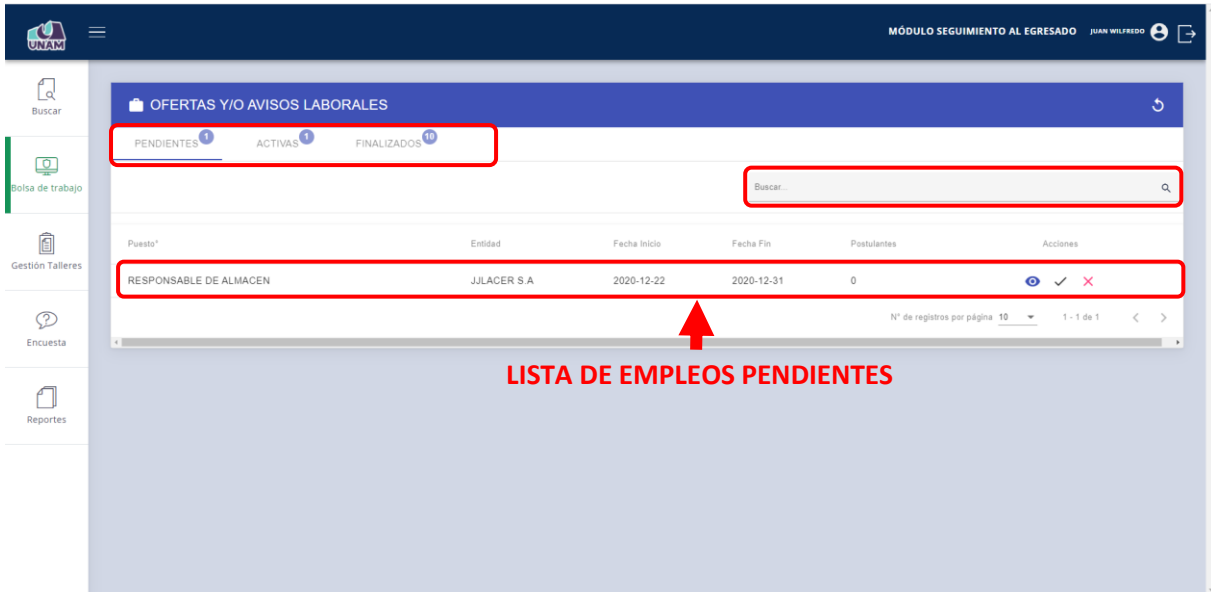 UNAM
MÓDULO SEGUIMIENTO AL EGRESADO JUAN WILFREDO
Buscar
Bolsa de trabajo
Gestión Talleres
Encuesta
Reportes
OFERTAS Y/O AVISOS LABORALES
PENDIENTES 1 ACTIVAS 1 FINALIZADOS 10
Buscar...
Puesto* Entidad Fecha Inicio Fecha Fin Postulantes Acciones
RESPONSABLE DE ALMACEN JJLACER S.A 2020-12-22 2020-12-31 0
N° de registros por página 10 1 - 1 de 1
LISTA DE EMPLEOS PENDIENTES